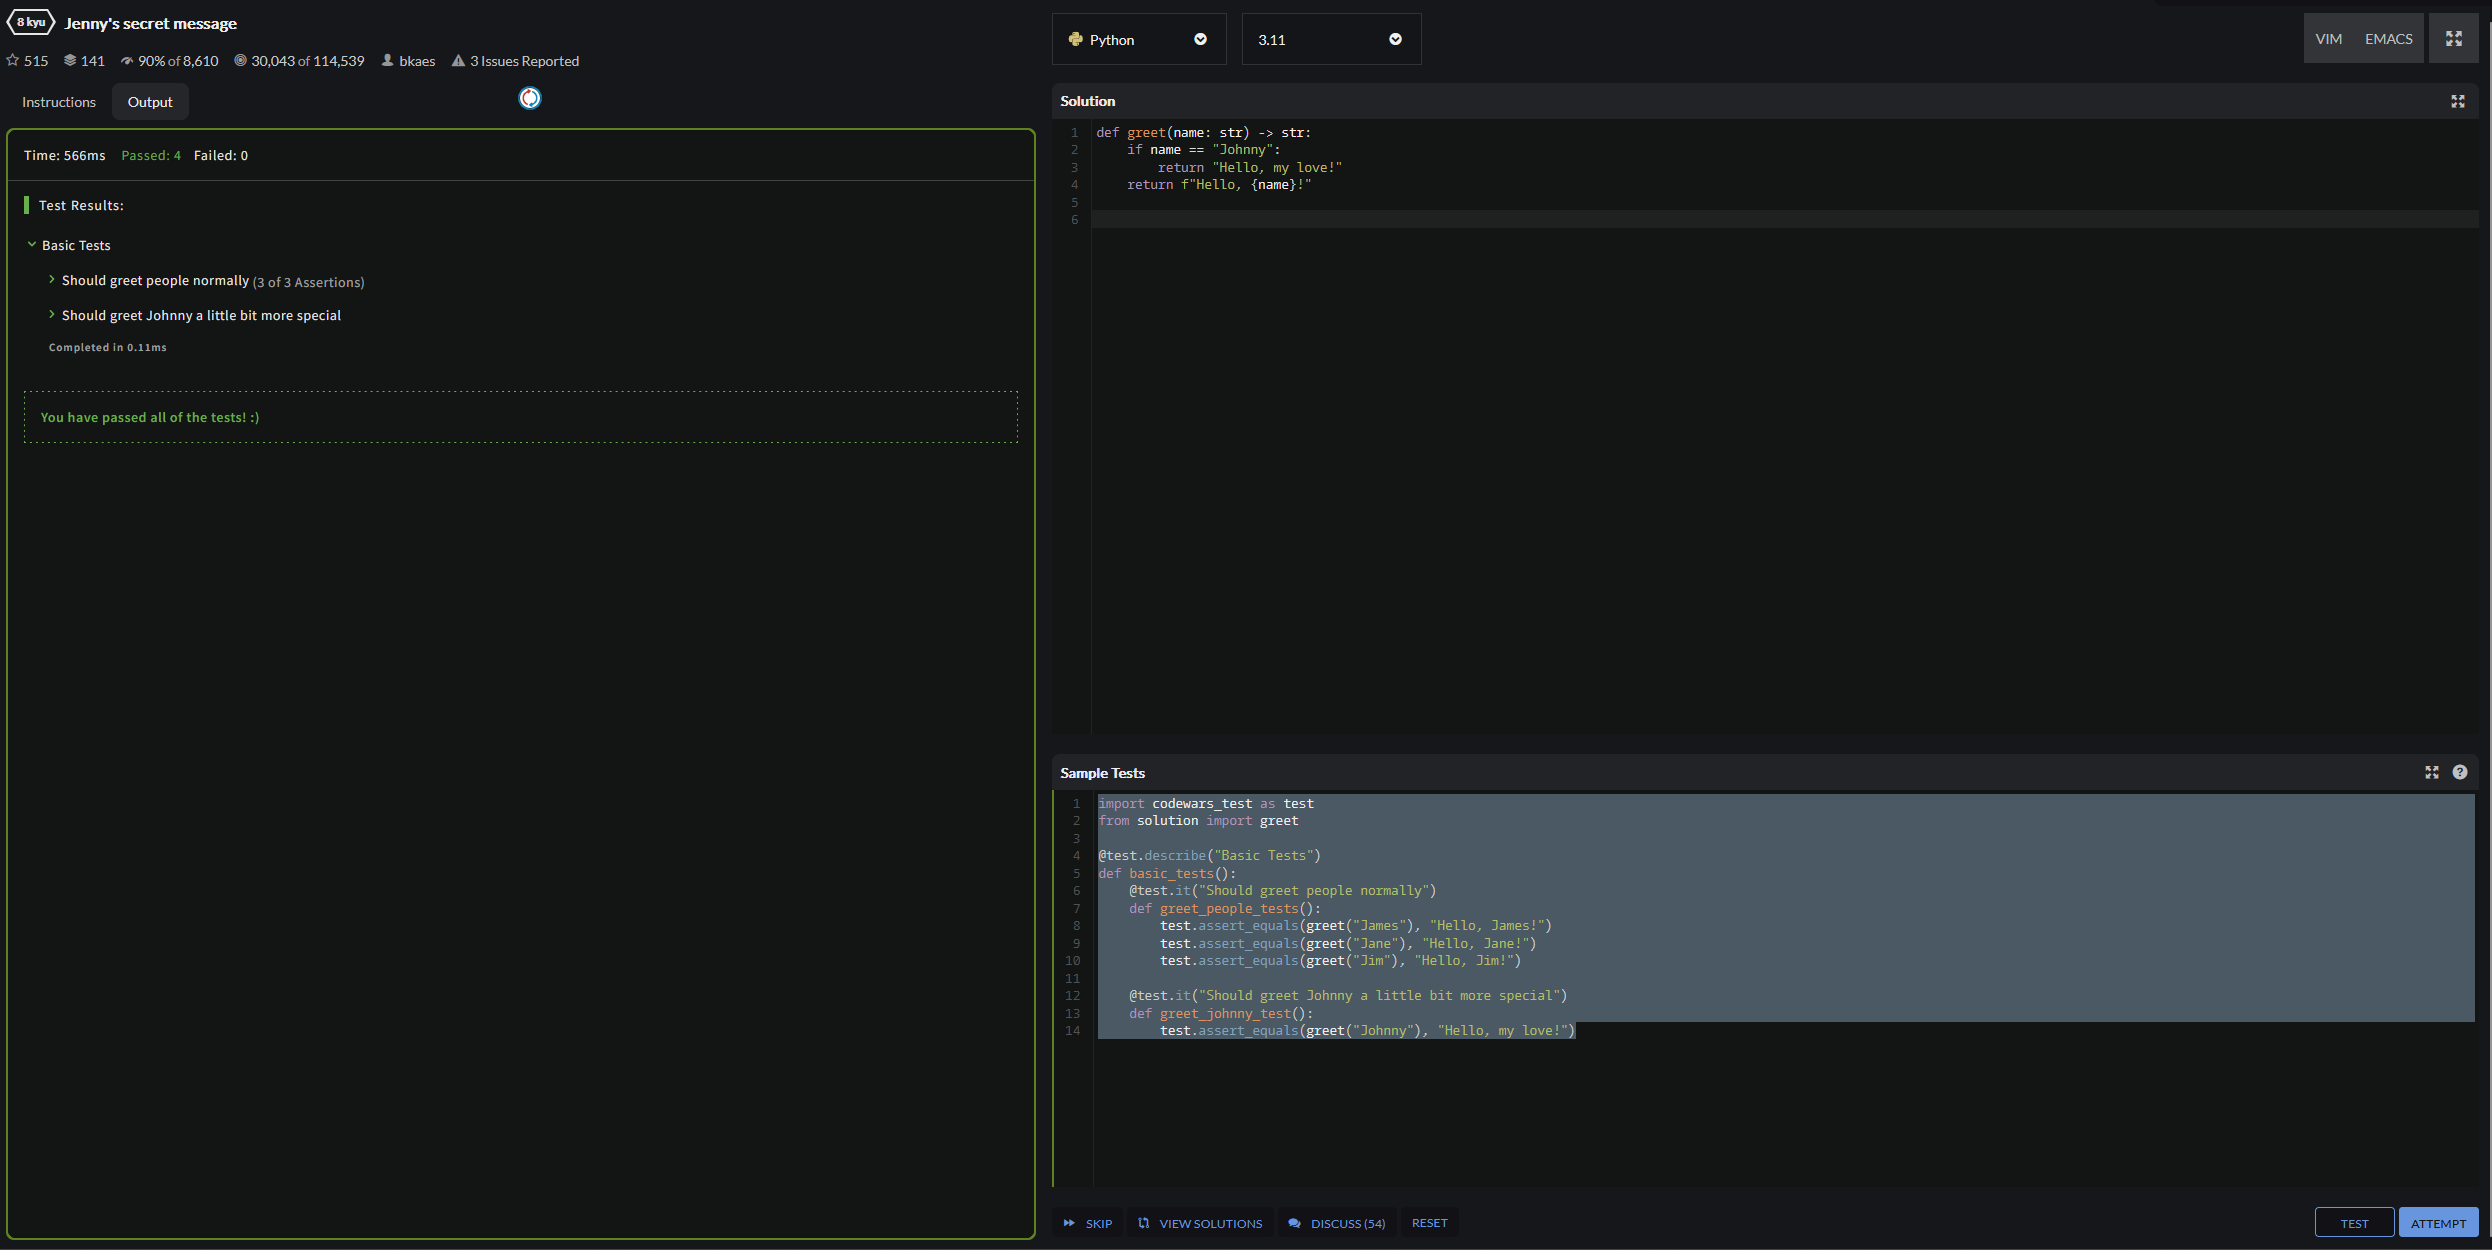 8 kyu Jenny's secret message
515 141 90% of 8,610 30,043 of 114,539 bkaes 3 Issues Reported
Instructions Output
Time: 566ms Passed: 4 Failed: 0
Test Results:
Basic Tests
Should greet people normally (3 of 3 Assertions)
Should greet Johnny a little bit more special
Completed in 0.11ms
You have passed all of the tests! :)
Python 3.11 VIM EMACS
Solution
1 def greet(name: str) -> str:
2     if name == "Johnny":
3         return "Hello, my love!"
4     return f"Hello, {name}!"
5
6
Sample Tests
1 import codewars_test as test
2 from solution import greet
3
4 @test.describe("Basic Tests")
5 def basic_tests():
6     @test.it("Should greet people normally")
7     def greet_people_tests():
8         test.assert_equals(greet("James"), "Hello, James!")
9         test.assert_equals(greet("Jane"), "Hello, Jane!")
10         test.assert_equals(greet("Jim"), "Hello, Jim!")
11
12     @test.it("Should greet Johnny a little bit more special")
13     def greet_johnny_test():
14         test.assert_equals(greet("Johnny"), "Hello, my love!")
SKIP VIEW SOLUTIONS DISCUSS (54) RESET TEST ATTEMPT